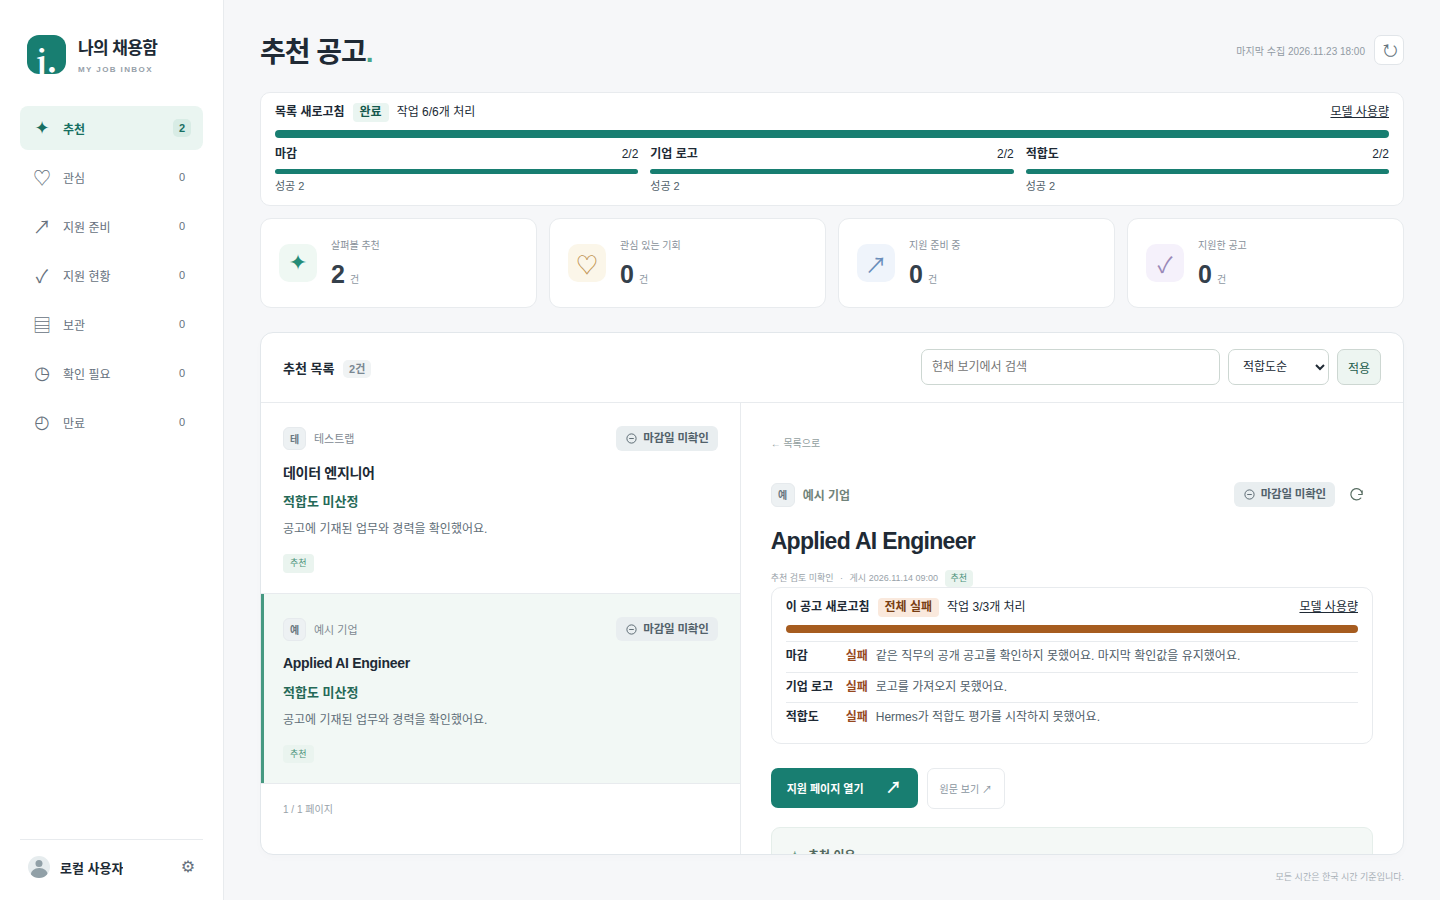 나의 채용함
MY JOB INBOX
추천 2
관심 0
지원 준비 0
지원 현황 0
보관 0
확인 필요 0
만료 0
로컬 사용자
추천 공고.
마지막 수집 2026.11.23 18:00
목록 새로고침 완료 작업 6/6개 처리 모델 사용량
마감 2/2 기업 로고 2/2 적합도 2/2
성공 2 성공 2 성공 2
살펴볼 추천
2 건
관심 있는 기회
0 건
지원 준비 중
0 건
지원한 공고
0 건
추천 목록 2건
현재 보기에서 검색 적합도순 적용
테 테스트랩 마감일 미확인
데이터 엔지니어
적합도 미산정
공고에 기재된 업무와 경력을 확인했어요.
추천
예 예시 기업 마감일 미확인
Applied AI Engineer
적합도 미산정
공고에 기재된 업무와 경력을 확인했어요.
추천
1 / 1 페이지
← 목록으로
예 예시 기업 마감일 미확인
Applied AI Engineer
추천 검토 미확인 · 게시 2026.11.14 09:00 추천
이 공고 새로고침 전체 실패 작업 3/3개 처리 모델 사용량
마감 실패 같은 직무의 공개 공고를 확인하지 못했어요. 마지막 확인값을 유지했어요.
기업 로고 실패 로고를 가져오지 못했어요.
적합도 실패 Hermes가 적합도 평가를 시작하지 못했어요.
지원 페이지 열기 ↗
원문 보기 ↗
모든 시간은 한국 시간 기준입니다.